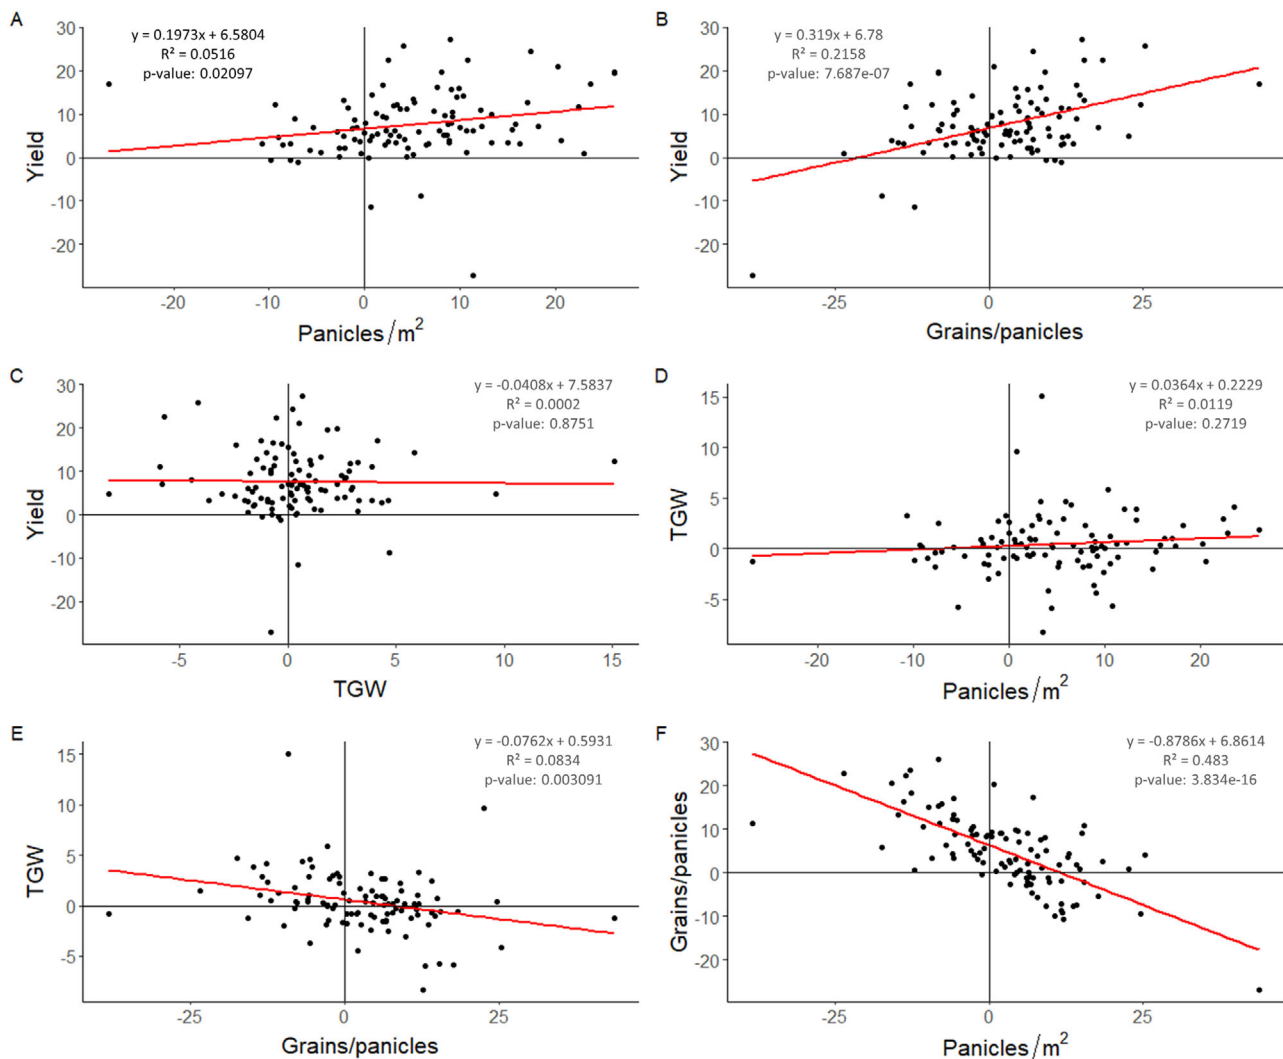 A
y = 0.1973x + 6.5804
R² = 0.0516
p-value: 0.02097
30
20
10
0
-10
-20
Yield
-20 -10 0 10 20
Panicles/m²
B
y = 0.319x + 6.78
R² = 0.2158
p-value: 7.687e-07
30
20
10
0
-10
-20
Yield
-25 0 25
Grains/panicles
C
y = -0.0408x + 7.5837
R² = 0.0002
p-value: 0.8751
30
20
10
0
-10
-20
Yield
-5 0 5 10 15
TGW
D
y = 0.0364x + 0.2229
R² = 0.0119
p-value: 0.2719
15
10
5
0
-5
TGW
-20 -10 0 10 20
Panicles/m²
E
y = -0.0762x + 0.5931
R² = 0.0834
p-value: 0.003091
15
10
5
0
-5
TGW
-25 0 25
Grains/panicles
F
y = -0.8786x + 6.8614
R² = 0.483
p-value: 3.834e-16
30
20
10
0
-10
-20
Grains/panicles
-25 0 25
Panicles/m²